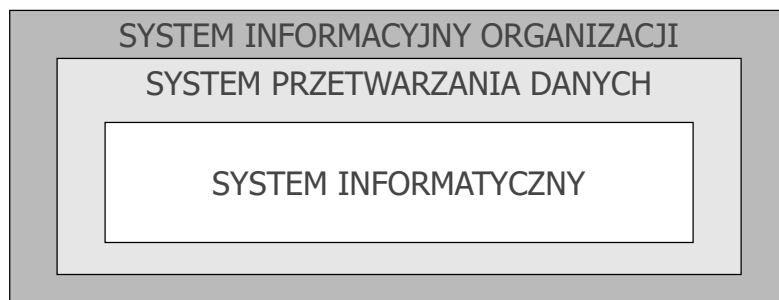 SYSTEM INFORMACYJNY ORGANIZACJI
SYSTEM PRZETWARZANIA DANYCH
SYSTEM INFORMATYCZNY